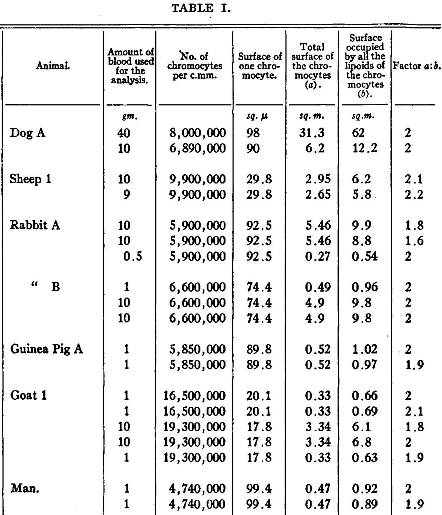 TABLE I.
Animal. Amount of blood used for the analysis. No. of chromocytes per c.mm. Surface of one chromocyte. Total surface of the chromocytes (a). Surface occupied by all the lipoids of the chromocytes (b). Factor a:b.
gm. sq. μ sq. m. sq.m.
Dog A 40 8,000,000 98 31.3 62 2
10 6,890,000 90 6.2 12.2 2
Sheep 1 10 9,900,000 29.8 2.95 6.2 2.1
9 9,900,000 29.8 2.65 5.8 2.2
Rabbit A 10 5,900,000 92.5 5.46 9.9 1.8
10 5,900,000 92.5 5.46 8.8 1.6
0.5 5,900,000 92.5 0.27 0.54 2
“ B 1 6,600,000 74.4 0.49 0.96 2
10 6,600,000 74.4 4.9 9.8 2
10 6,600,000 74.4 4.9 9.8 2
Guinea Pig A 1 5,850,000 89.8 0.52 1.02 2
1 5,850,000 89.8 0.52 0.97 1.9
Goat 1 1 16,500,000 20.1 0.33 0.66 2
1 16,500,000 20.1 0.33 0.69 2.1
10 19,300,000 17.8 3.34 6.1 1.8
10 19,300,000 17.8 3.34 6.8 2
1 19,300,000 17.8 0.33 0.63 1.9
Man. 1 4,740,000 99.4 0.47 0.92 2
1 4,740,000 99.4 0.47 0.89 1.9